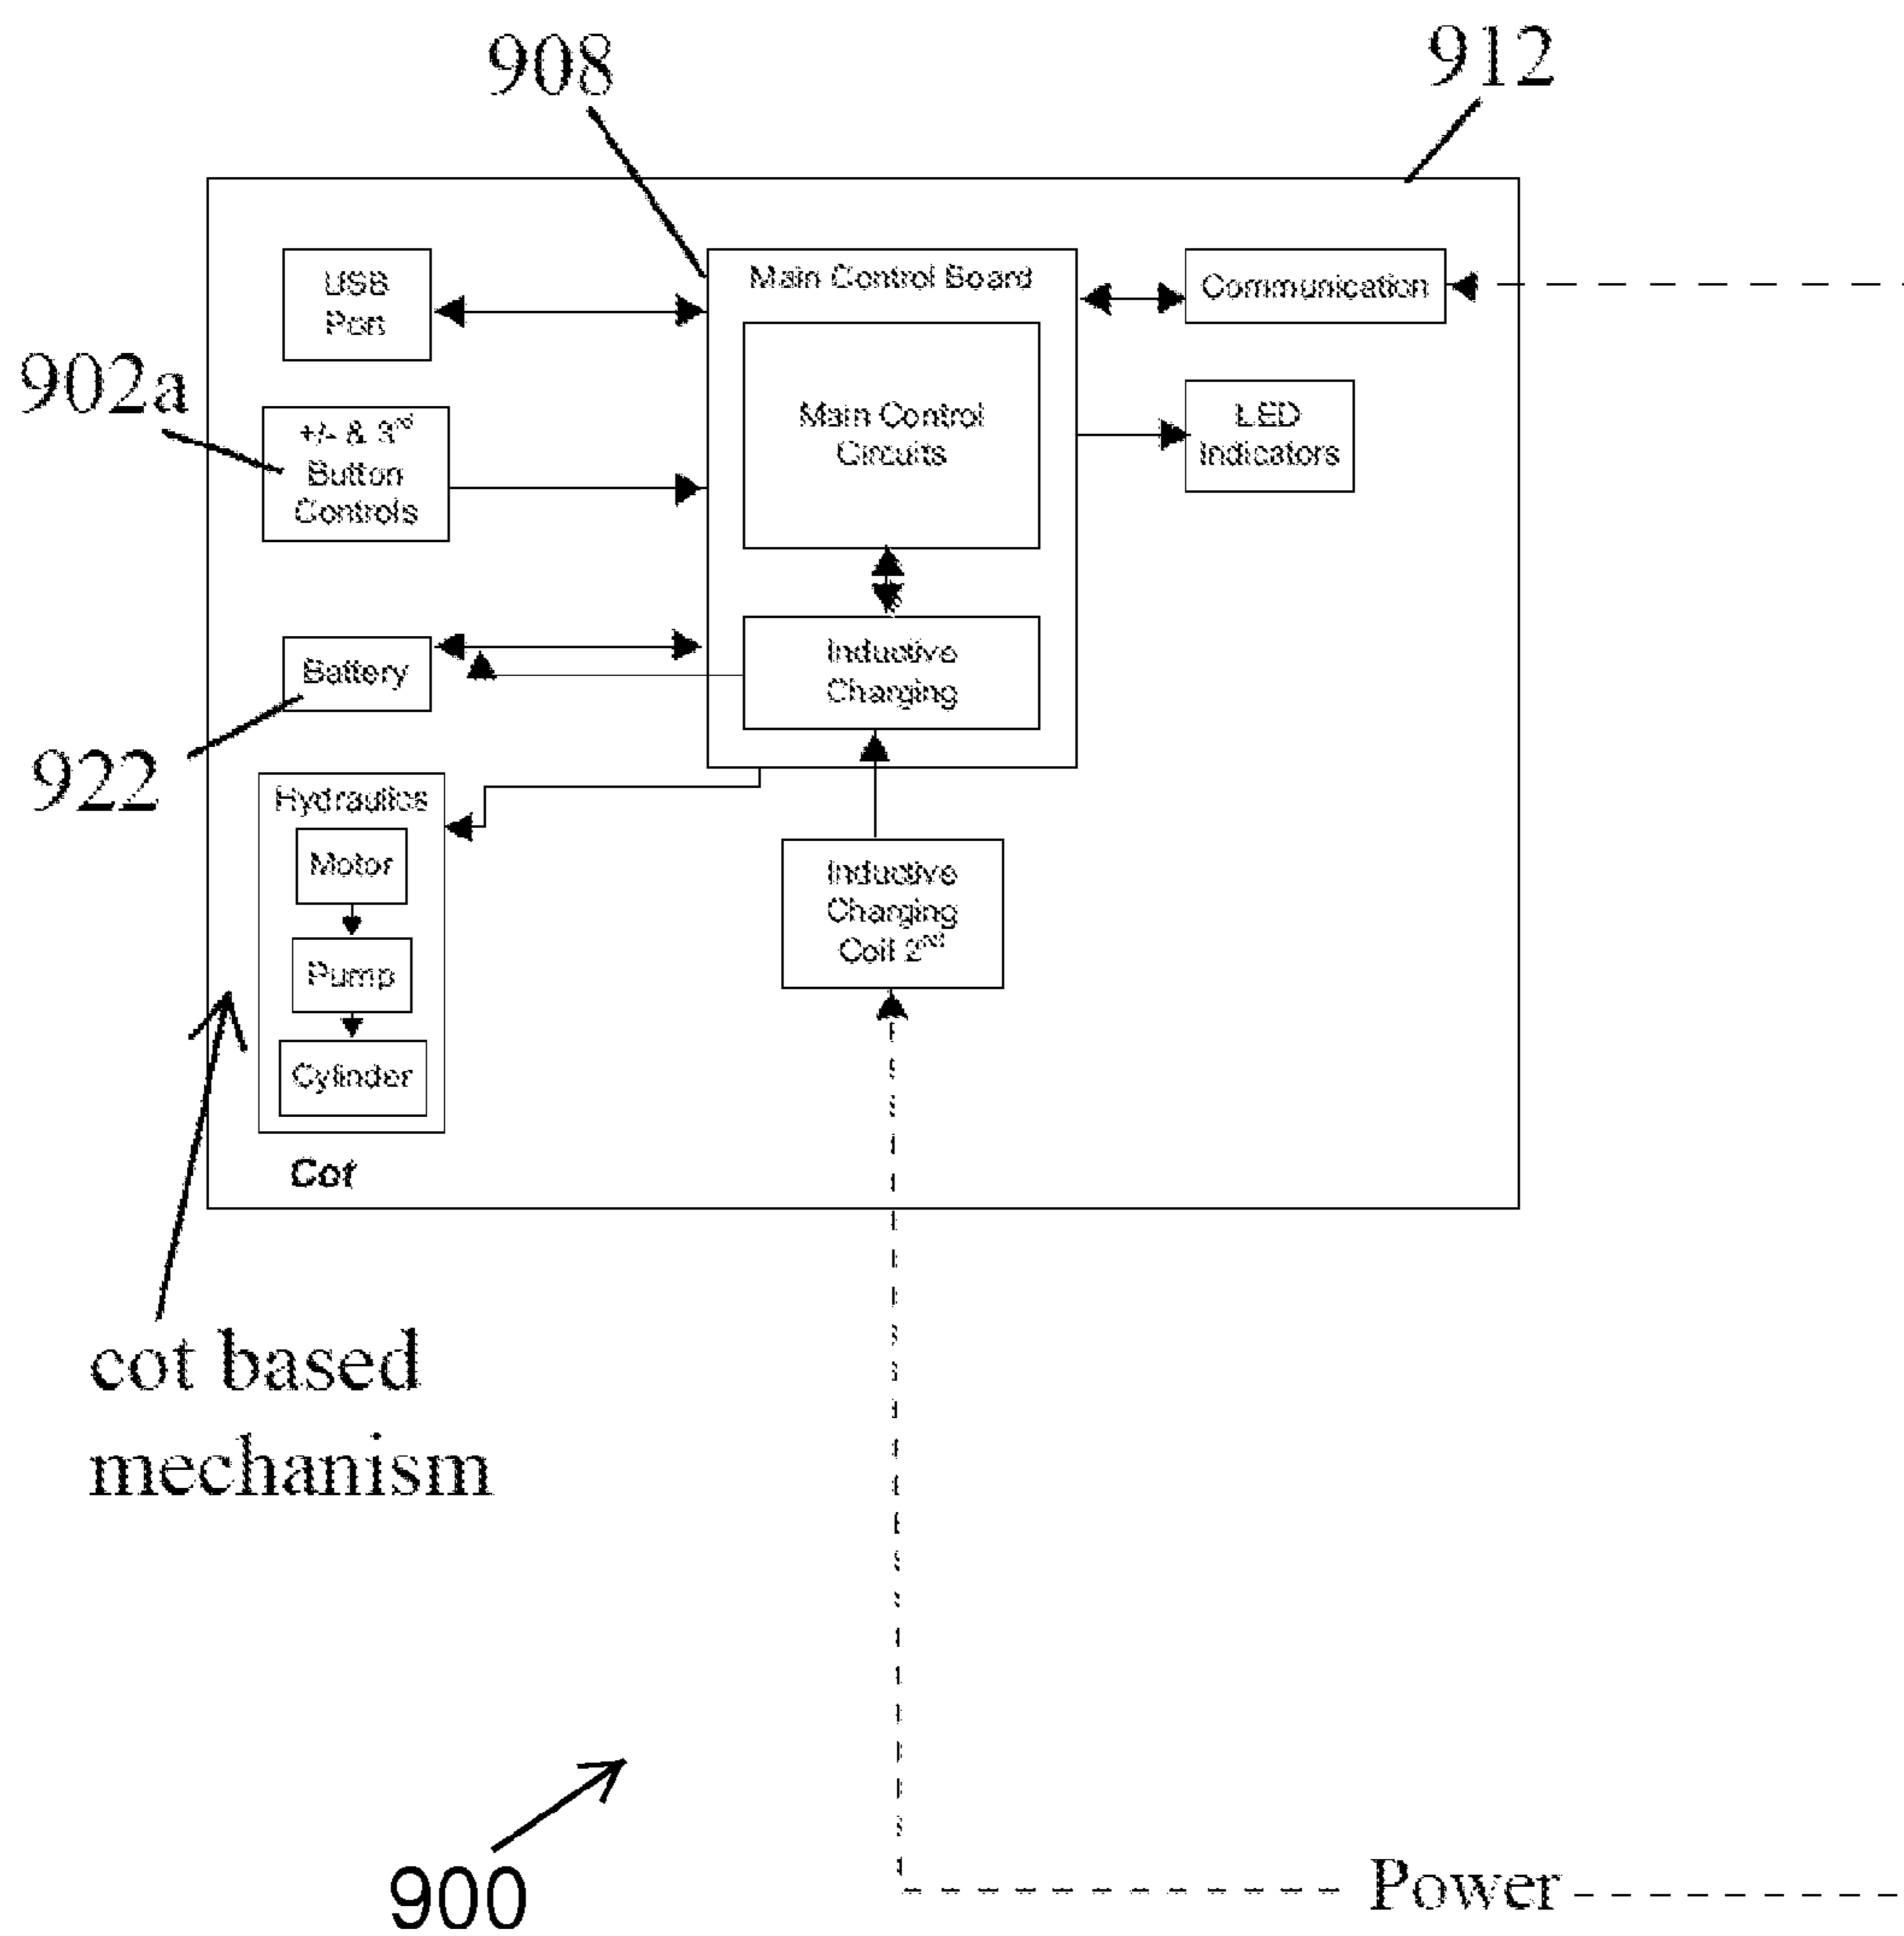 908
912
USB
Port
Main Control Board
Communication
902a
+/- & 3rd
Button
Controls
Main Control
Circuits
LED
Indicators
Battery
Inductive
Charging
922
Hydraulics
Motor
Pump
Cylinder
Inductive
Charging
Coil 2nd
Cot
cot based
mechanism
900
Power